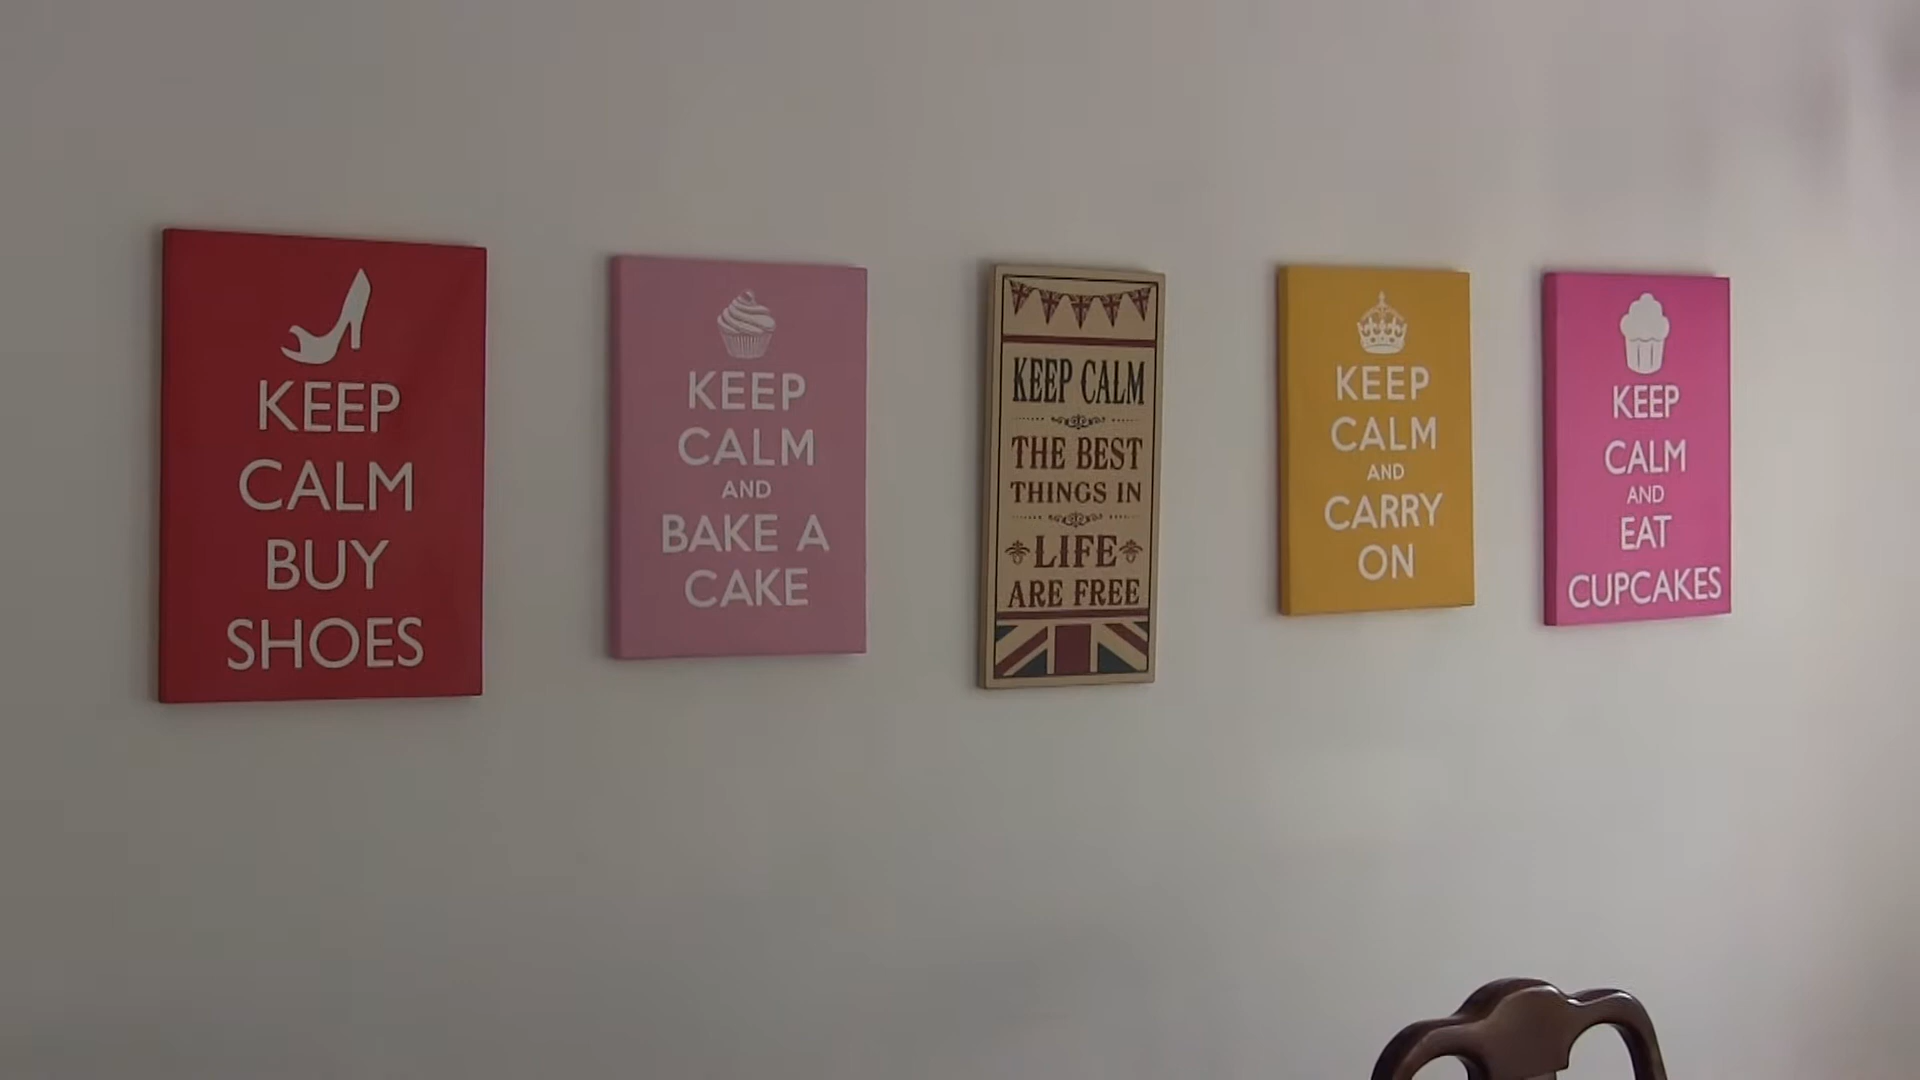 KEEP
CALM
BUY
SHOES
KEEP
CALM
AND
BAKE A
CAKE
KEEP CALM
THE BEST
THINGS IN
LIFE
ARE FREE
KEEP
CALM
AND
CARRY
ON
KEEP
CALM
AND
EAT
CUPCAKES